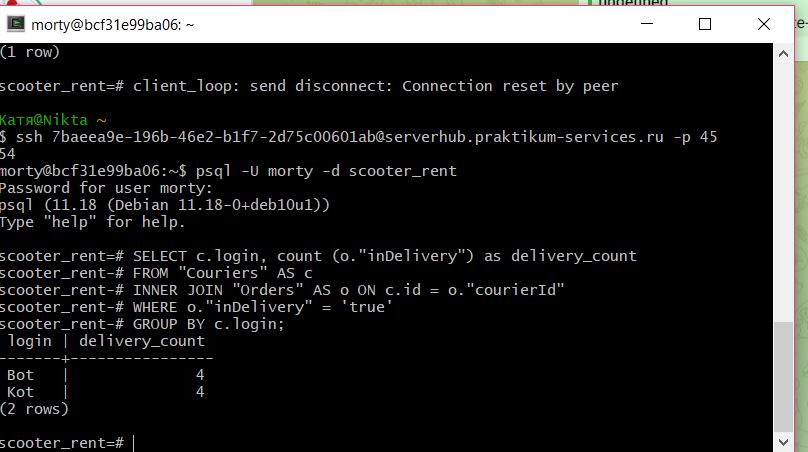 undefined
morty@bcf31e99ba06: ~
(1 row)
scooter_rent=# client_loop: send disconnect: Connection reset by peer
Катя@Nikta ~
$ ssh 7baeea9e-196b-46e2-b1f7-2d75c00601ab@serverhub.praktikum-services.ru -p 45
54
morty@bcf31e99ba06:~$ psql -U morty -d scooter_rent
Password for user morty:
psql (11.18 (Debian 11.18-0+deb10u1))
Type "help" for help.
scooter_rent=# SELECT c.login, count (o."inDelivery") as delivery_count
scooter_rent-# FROM "Couriers" AS c
scooter_rent-# INNER JOIN "Orders" AS o ON c.id = o."courierId"
scooter_rent-# WHERE o."inDelivery" = 'true'
scooter_rent-# GROUP BY c.login;
login | delivery_count
-------+----------------
Bot | 4
Kot | 4
(2 rows)
scooter_rent=#